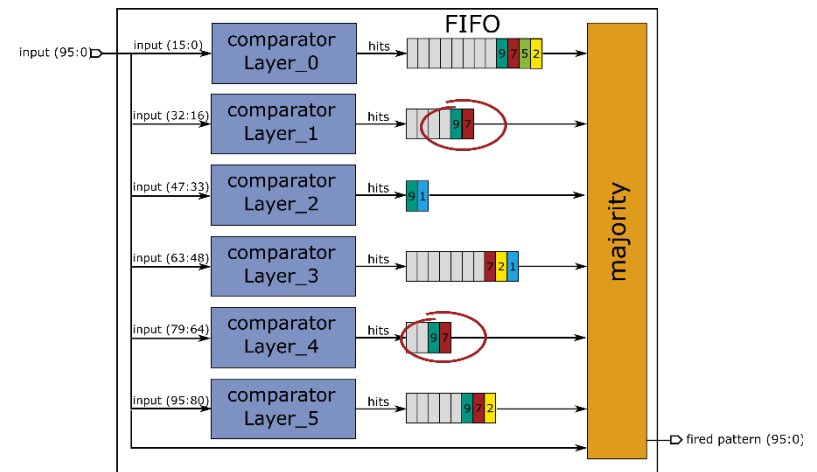 FIFO
input (95:0)
input (15:0)
comparator
Layer_0
hits
9 7 5 2
input (32:16)
comparator
Layer_1
hits
9 7
input (47:33)
comparator
Layer_2
hits
9 1
input (63:48)
comparator
Layer_3
hits
7 2 1
input (79:64)
comparator
Layer_4
hits
9 7
input (95:80)
comparator
Layer_5
hits
9 7 2
majority
fired pattern (95:0)